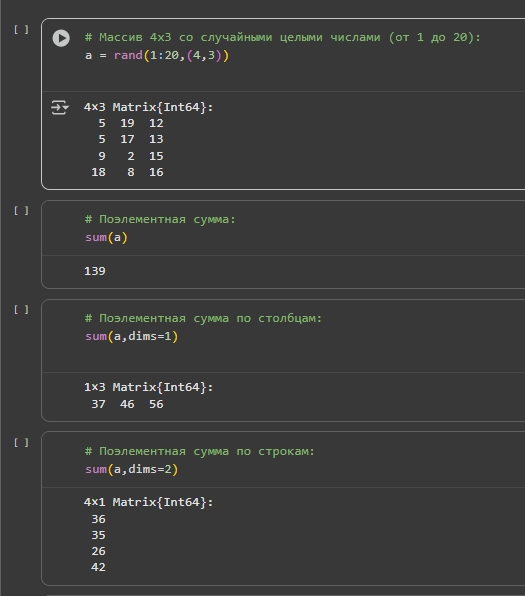 [ ]
# Массив 4x3 со случайными целыми числами (от 1 до 20):
a = rand(1:20,(4,3))
4×3 Matrix{Int64}:
  5  19  12
  5  17  13
  9   2  15
 18   8  16
[ ]
# Поэлементная сумма:
sum(a)
139
[ ]
# Поэлементная сумма по столбцам:
sum(a,dims=1)
1×3 Matrix{Int64}:
 37  46  56
[ ]
# Поэлементная сумма по строкам:
sum(a,dims=2)
4×1 Matrix{Int64}:
 36
 35
 26
 42